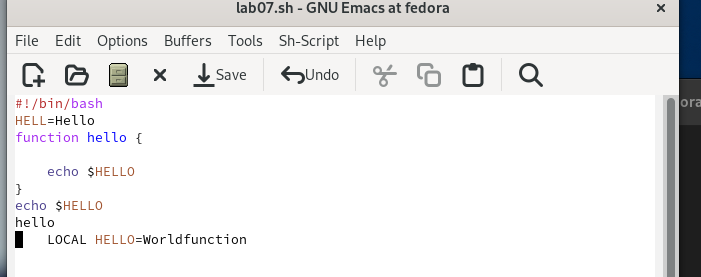 lab07.sh - GNU Emacs at fedora
File Edit Options Buffers Tools Sh-Script Help
Save Undo
#!/bin/bash
HELL=Hello
function hello {
echo $HELLO
}
echo $HELLO
hello
LOCAL HELLO=Worldfunction
ora